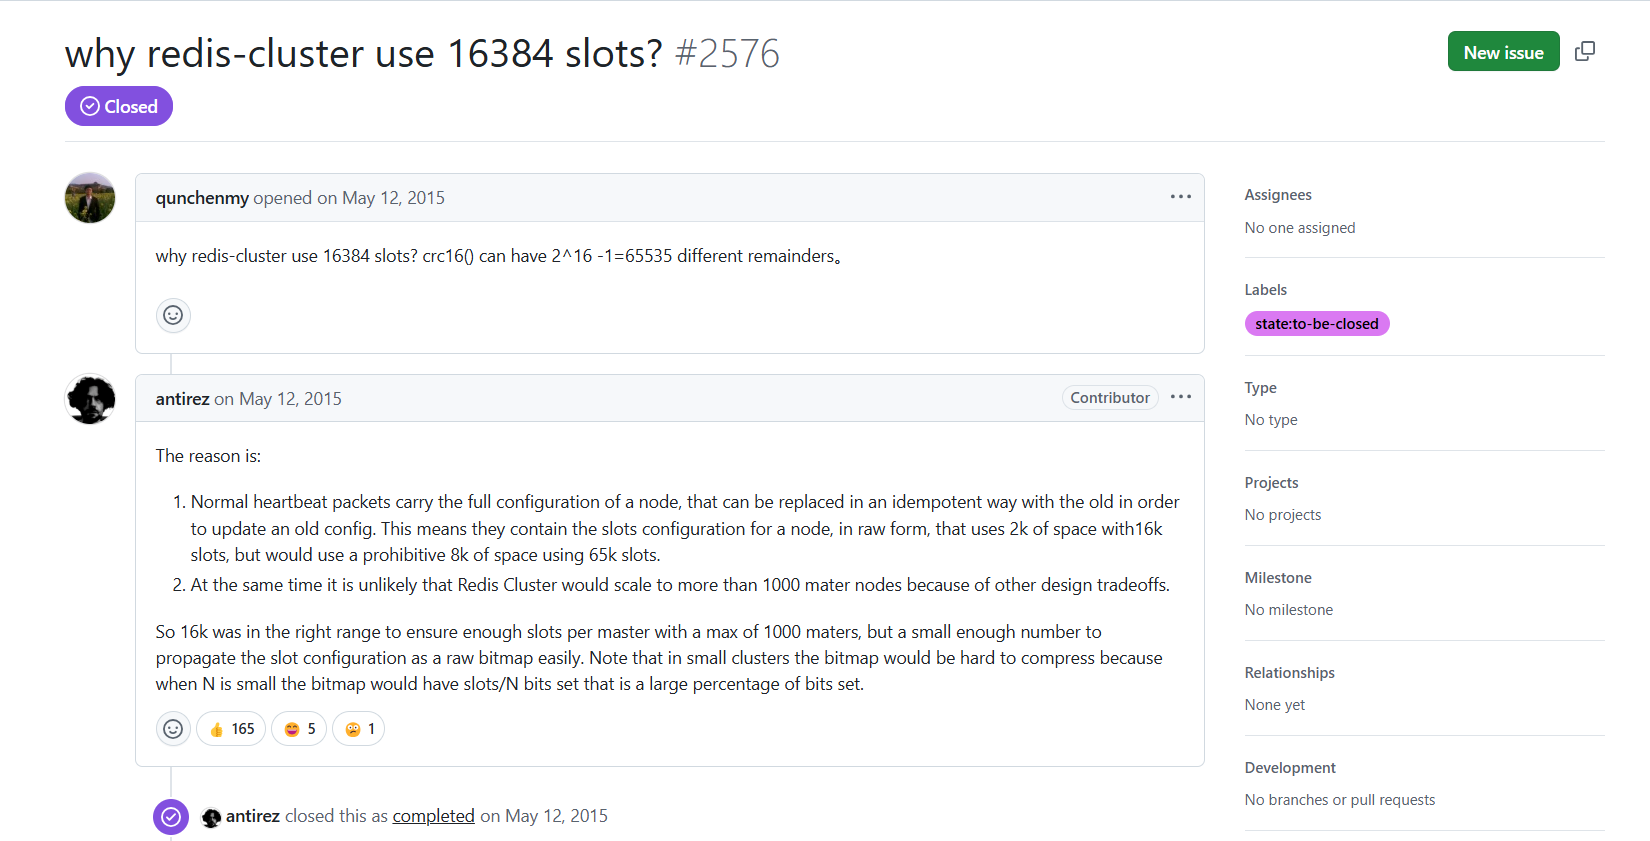 why redis-cluster use 16384 slots? #2576
New issue
Closed
qunchenmy opened on May 12, 2015
why redis-cluster use 16384 slots? crc16() can have 2^16 -1=65535 different remainders。
antirez on May 12, 2015
Contributor
The reason is:
1. Normal heartbeat packets carry the full configuration of a node, that can be replaced in an idempotent way with the old in order
to update an old config. This means they contain the slots configuration for a node, in raw form, that uses 2k of space with16k
slots, but would use a prohibitive 8k of space using 65k slots.
2. At the same time it is unlikely that Redis Cluster would scale to more than 1000 mater nodes because of other design tradeoffs.
So 16k was in the right range to ensure enough slots per master with a max of 1000 maters, but a small enough number to
propagate the slot configuration as a raw bitmap easily. Note that in small clusters the bitmap would be hard to compress because
when N is small the bitmap would have slots/N bits set that is a large percentage of bits set.
👍 165 😄 5 😕 1
antirez closed this as completed on May 12, 2015
Assignees
No one assigned
Labels
state:to-be-closed
Type
No type
Projects
No projects
Milestone
No milestone
Relationships
None yet
Development
No branches or pull requests